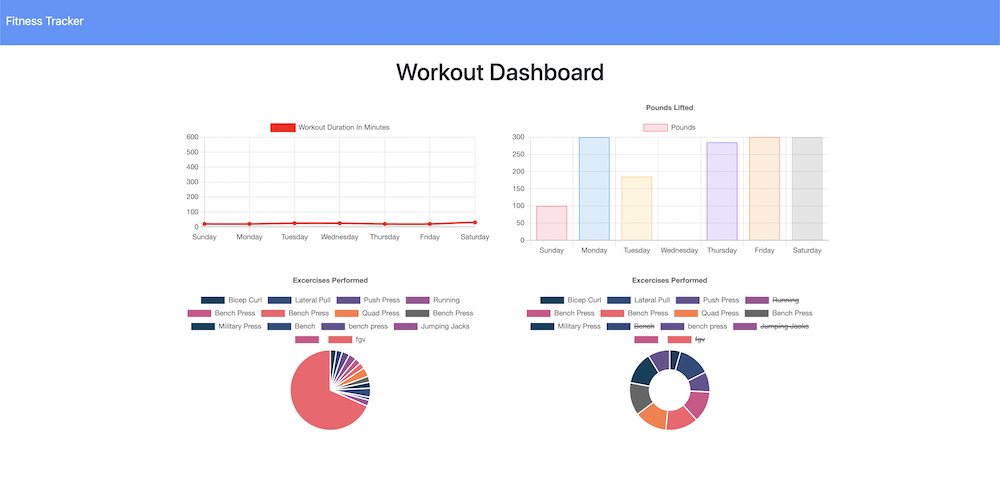 Fitness Tracker
Workout Dashboard
Workout Duration In Minutes
600
500
400
300
200
100
0
Sunday Monday Tuesday Wednesday Thursday Friday Saturday
Pounds Lifted
Pounds
300
250
200
150
100
50
0
Sunday Monday Tuesday Wednesday Thursday Friday Saturday
Excercises Performed
Bicep Curl Lateral Pull Push Press Running
Bench Press Bench Press Quad Press Bench Press
Military Press Bench bench press Jumping Jacks
fgv
Excercises Performed
Bicep Curl Lateral Pull Push Press Running
Bench Press Bench Press Quad Press Bench Press
Military Press Bench bench press Jumping Jacks
fgv